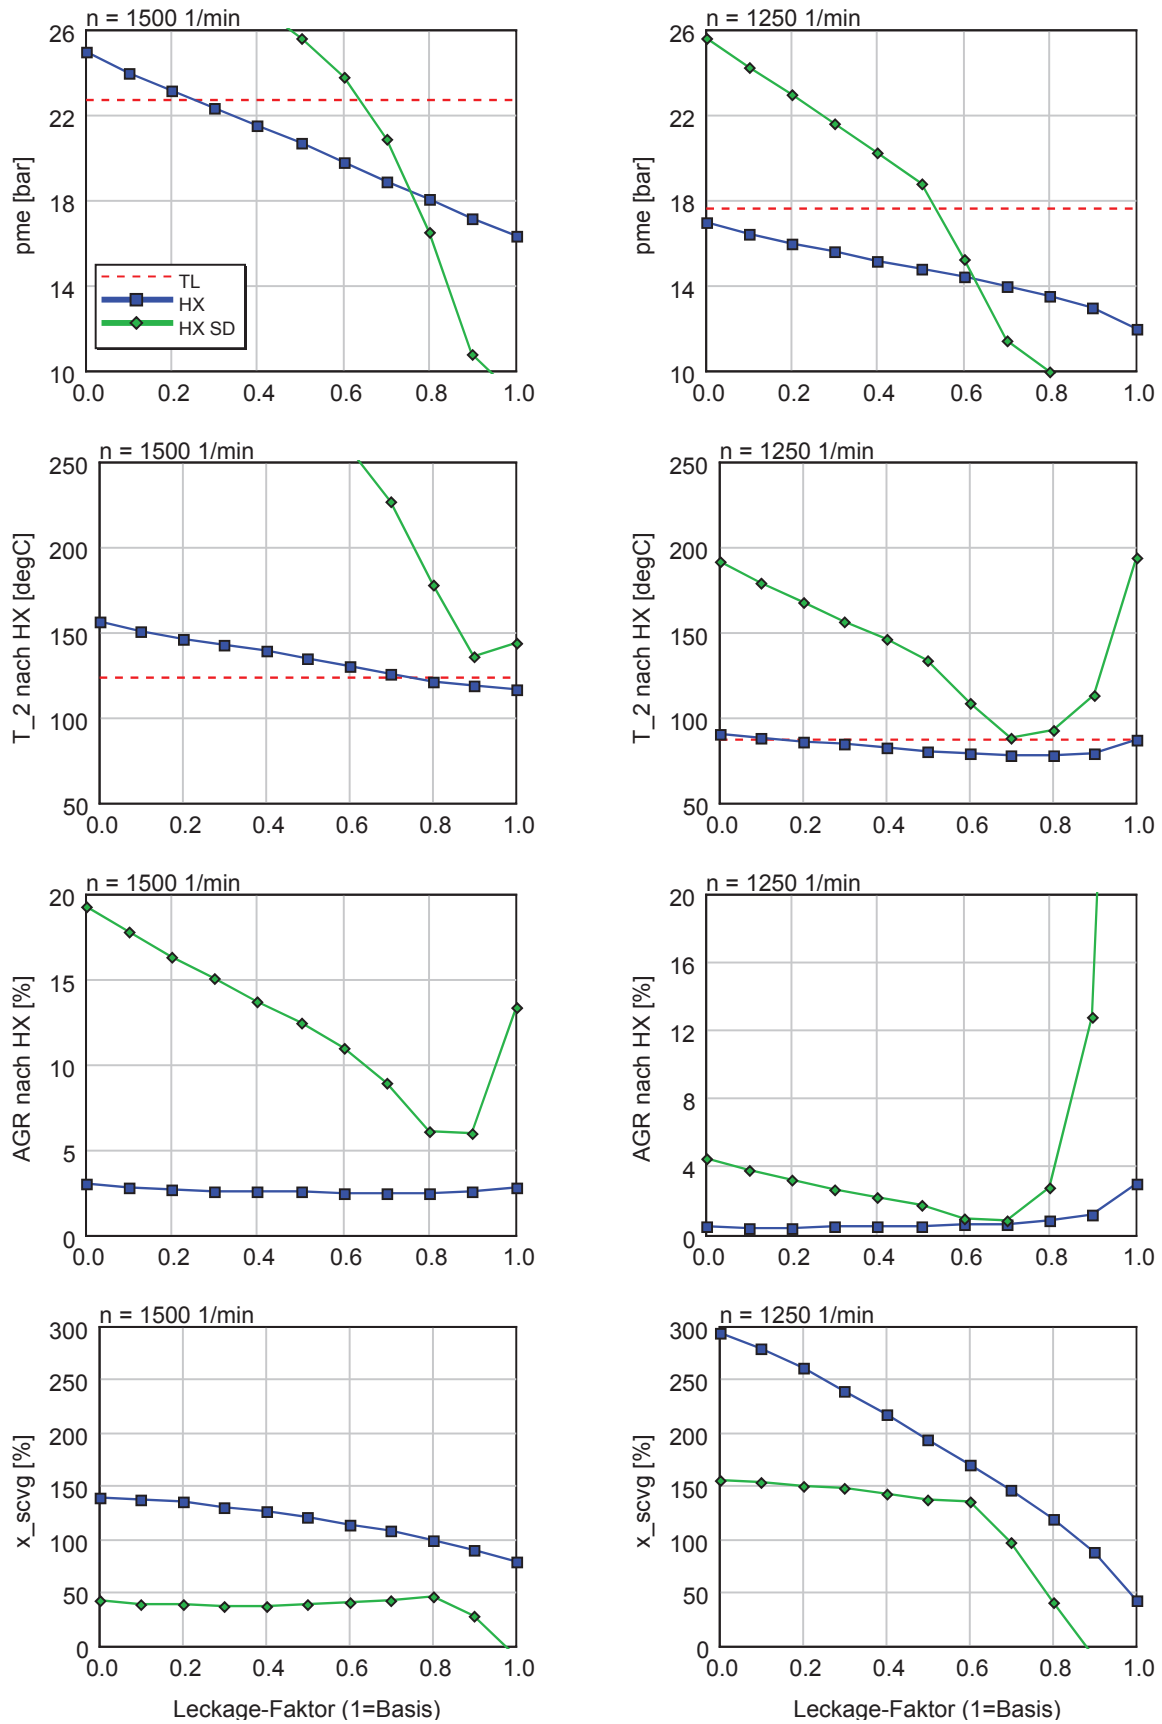 n = 1500 1/min
26
22
18
14
10
pme [bar]
TL
HX
HX SD
0.0 0.2 0.4 0.6 0.8 1.0
n = 1250 1/min
26
22
18
14
10
pme [bar]
0.0 0.2 0.4 0.6 0.8 1.0
n = 1500 1/min
250
200
150
100
50
T_2 nach HX [degC]
0.0 0.2 0.4 0.6 0.8 1.0
n = 1250 1/min
250
200
150
100
50
T_2 nach HX [degC]
0.0 0.2 0.4 0.6 0.8 1.0
n = 1500 1/min
20
15
10
5
0
AGR nach HX [%]
0.0 0.2 0.4 0.6 0.8 1.0
n = 1250 1/min
20
16
12
8
4
0
AGR nach HX [%]
0.0 0.2 0.4 0.6 0.8 1.0
n = 1500 1/min
300
250
200
150
100
50
0
x_scvg [%]
0.0 0.2 0.4 0.6 0.8 1.0
Leckage-Faktor (1=Basis)
n = 1250 1/min
300
250
200
150
100
50
0
x_scvg [%]
0.0 0.2 0.4 0.6 0.8 1.0
Leckage-Faktor (1=Basis)